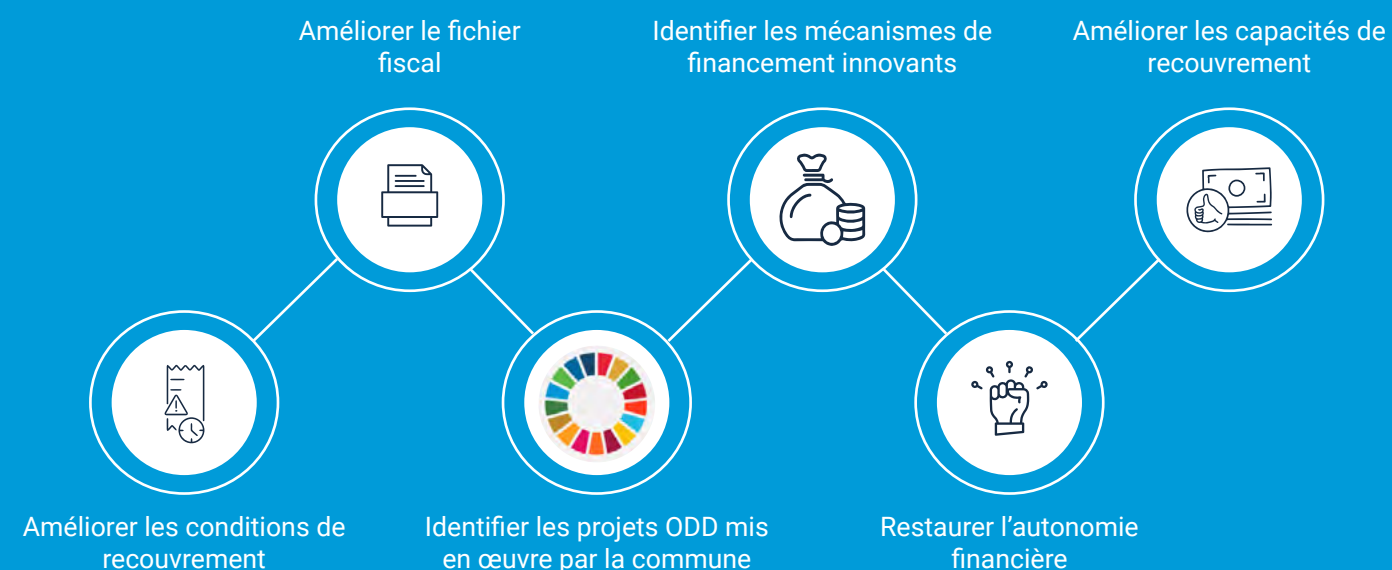 Améliorer le fichier
fiscal
Identifier les mécanismes de
financement innovants
Améliorer les capacités de
recouvrement
Améliorer les conditions de
recouvrement
Identifier les projets ODD mis
en œuvre par la commune
Restaurer l’autonomie
financière